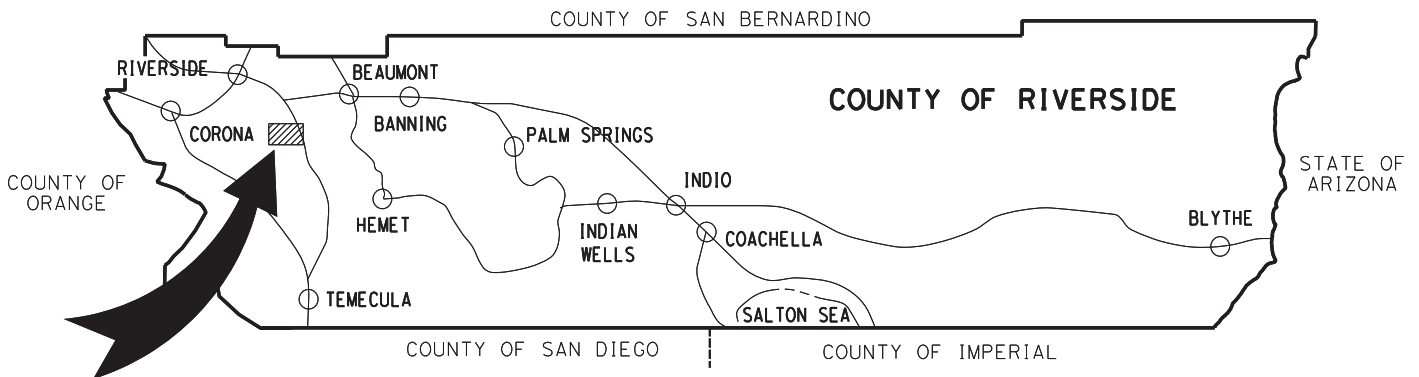 COUNTY OF SAN BERNARDINO
RIVERSIDE
BEAUMONT
COUNTY OF RIVERSIDE
CORONA
BANNING
PALM SPRINGS
STATE OF
ARIZONA
COUNTY OF
ORANGE
INDIO
HEMET
INDIAN
WELLS
COACHELLA
BLYTHE
TEMECULA
SALTON SEA
COUNTY OF SAN DIEGO
COUNTY OF IMPERIAL